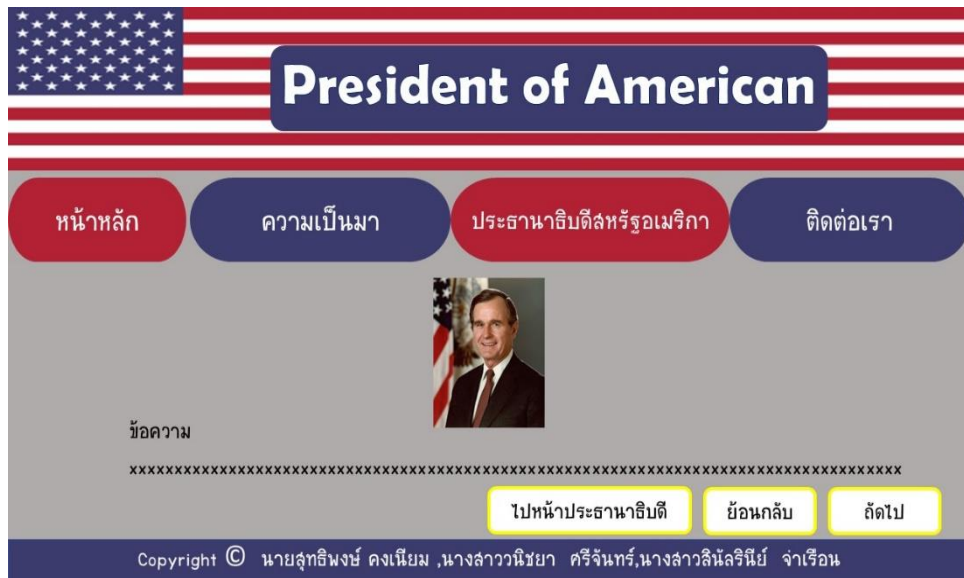 President of American
หน้าหลัก
ความเป็นมา
ประธานาธิบดีสหรัฐอเมริกา
ติดต่อเรา
ข้อความ
xxxxxxxxxxxxxxxxxxxxxxxxxxxxxxxxxxxxxxxxxxxxxxxxxxxxxxxxxxxxxxxxxxxxxxxxxxxxxxxxxxxxxx
ไปหน้าประธานาธิบดี
ย้อนกลับ
ถัดไป
Copyright © นายสุทธิพงษ์ คงเนียม ,นางสาววนิชยา ศรีจันทร์,นางสาวสินัลรินีย์ จ่าเรือน